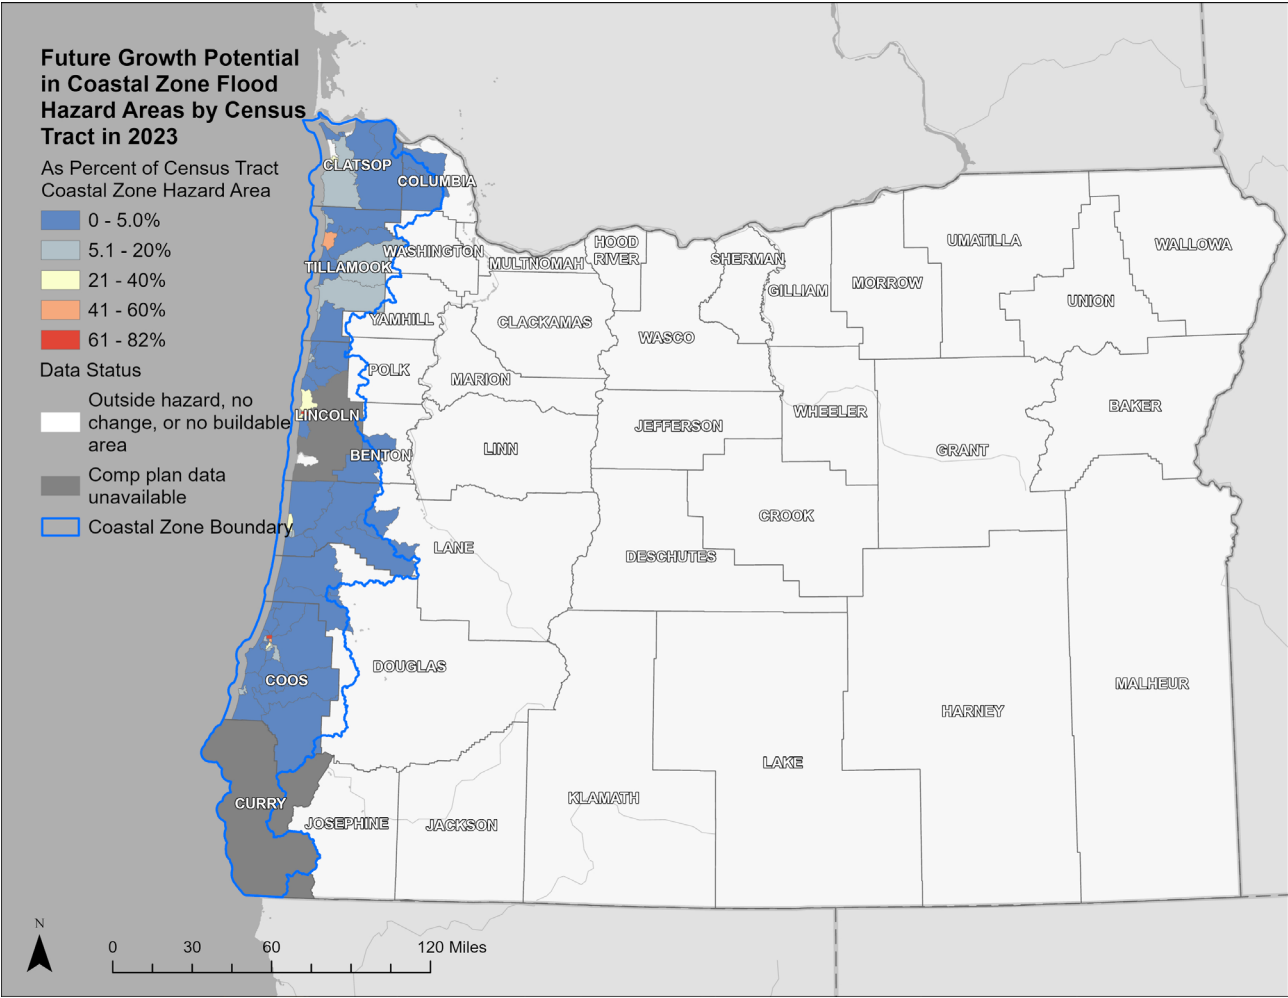 Future Growth Potential
in Coastal Zone Flood
Hazard Areas by Census
Tract in 2023
As Percent of Census Tract
Coastal Zone Hazard Area
0 - 5.0%
5.1 - 20%
21 - 40%
41 - 60%
61 - 82%
Data Status
Outside hazard, no
change, or no buildable
area
Comp plan data
unavailable
Coastal Zone Boundary
CLATSOP
COLUMBIA
TILLAMOOK
WASHINGTON
MULTNOMAH
HOOD
RIVER
SHERMAN
GILLIAM
MORROW
UMATILLA
WALLOWA
UNION
YAMHILL
CLACKAMAS
WASCO
POLK
MARION
LINCOLN
BENTON
LINN
JEFFERSON
WHEELER
GRANT
BAKER
LANE
DESCHUTES
CROOK
COOS
DOUGLAS
HARNEY
MALHEUR
LAKE
KLAMATH
CURRY
JOSEPHINE
JACKSON
N
0 30 60 120 Miles